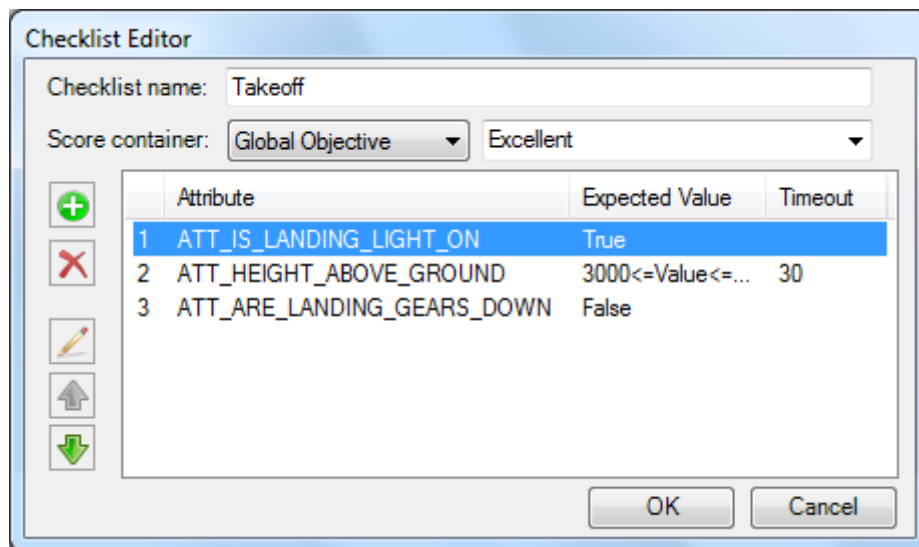 Checklist Editor
Checklist name: Takeoff
Score container: Global Objective Excellent
Attribute Expected Value Timeout
1 ATT_IS_LANDING_LIGHT_ON True
2 ATT_HEIGHT_ABOVE_GROUND 3000<=Value<=... 30
3 ATT_ARE_LANDING_GEARS_DOWN False
OK Cancel